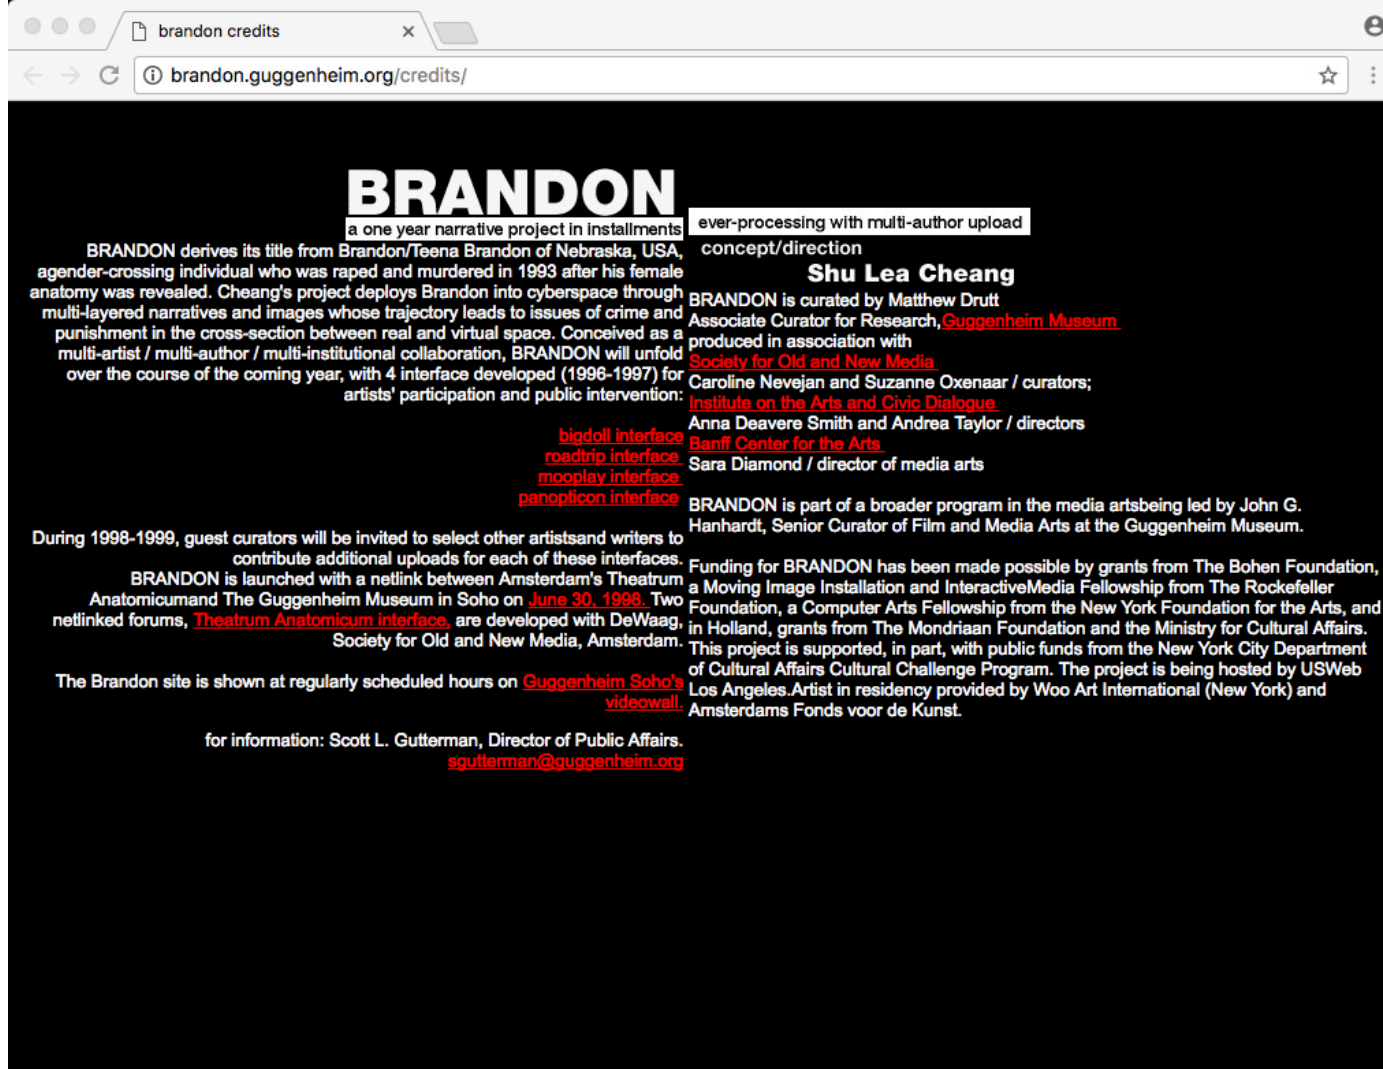 brandon credits
brandon.guggenheim.org/credits/
BRANDON
a one year narrative project in installments
BRANDON derives its title from Brandon/Teena Brandon of Nebraska, USA,
agender-crossing individual who was raped and murdered in 1993 after his female
anatomy was revealed. Cheang's project deploys Brandon into cyberspace through
multi-layered narratives and images whose trajectory leads to issues of crime and
punishment in the cross-section between real and virtual space. Conceived as a
multi-artist / multi-author / multi-institutional collaboration, BRANDON will unfold
over the course of the coming year, with 4 interface developed (1996-1997) for
artists' participation and public intervention:
bigdoll interface
roadtrip interface
mooplay interface
panopticon interface
During 1998-1999, guest curators will be invited to select other artistsand writers to
contribute additional uploads for each of these interfaces.
BRANDON is launched with a netlink between Amsterdam's Theatrum
Anatomicumand The Guggenheim Museum in Soho on June 30, 1998. Two
netlinked forums, Theatrum Anatomicum interface, are developed with DeWaag,
Society for Old and New Media, Amsterdam.
The Brandon site is shown at regularly scheduled hours on Guggenheim Soho's
videowall.
for information: Scott L. Gutterman, Director of Public Affairs.
sgutterman@guggenheim.org
ever-processing with multi-author upload
concept/direction
Shu Lea Cheang
BRANDON is curated by Matthew Drutt
Associate Curator for Research,Guggenheim Museum
produced in association with
Society for Old and New Media
Caroline Nevejan and Suzanne Oxenaar / curators;
Institute on the Arts and Civic Dialogue
Anna Deavere Smith and Andrea Taylor / directors
Banff Center for the Arts
Sara Diamond / director of media arts
BRANDON is part of a broader program in the media artsbeing led by John G.
Hanhardt, Senior Curator of Film and Media Arts at the Guggenheim Museum.
Funding for BRANDON has been made possible by grants from The Bohen Foundation,
a Moving Image Installation and InteractiveMedia Fellowship from The Rockefeller
Foundation, a Computer Arts Fellowship from the New York Foundation for the Arts, and
in Holland, grants from The Mondriaan Foundation and the Ministry for Cultural Affairs.
This project is supported, in part, with public funds from the New York City Department
of Cultural Affairs Cultural Challenge Program. The project is being hosted by USWeb
Los Angeles.Artist in residency provided by Woo Art International (New York) and
Amsterdams Fonds voor de Kunst.